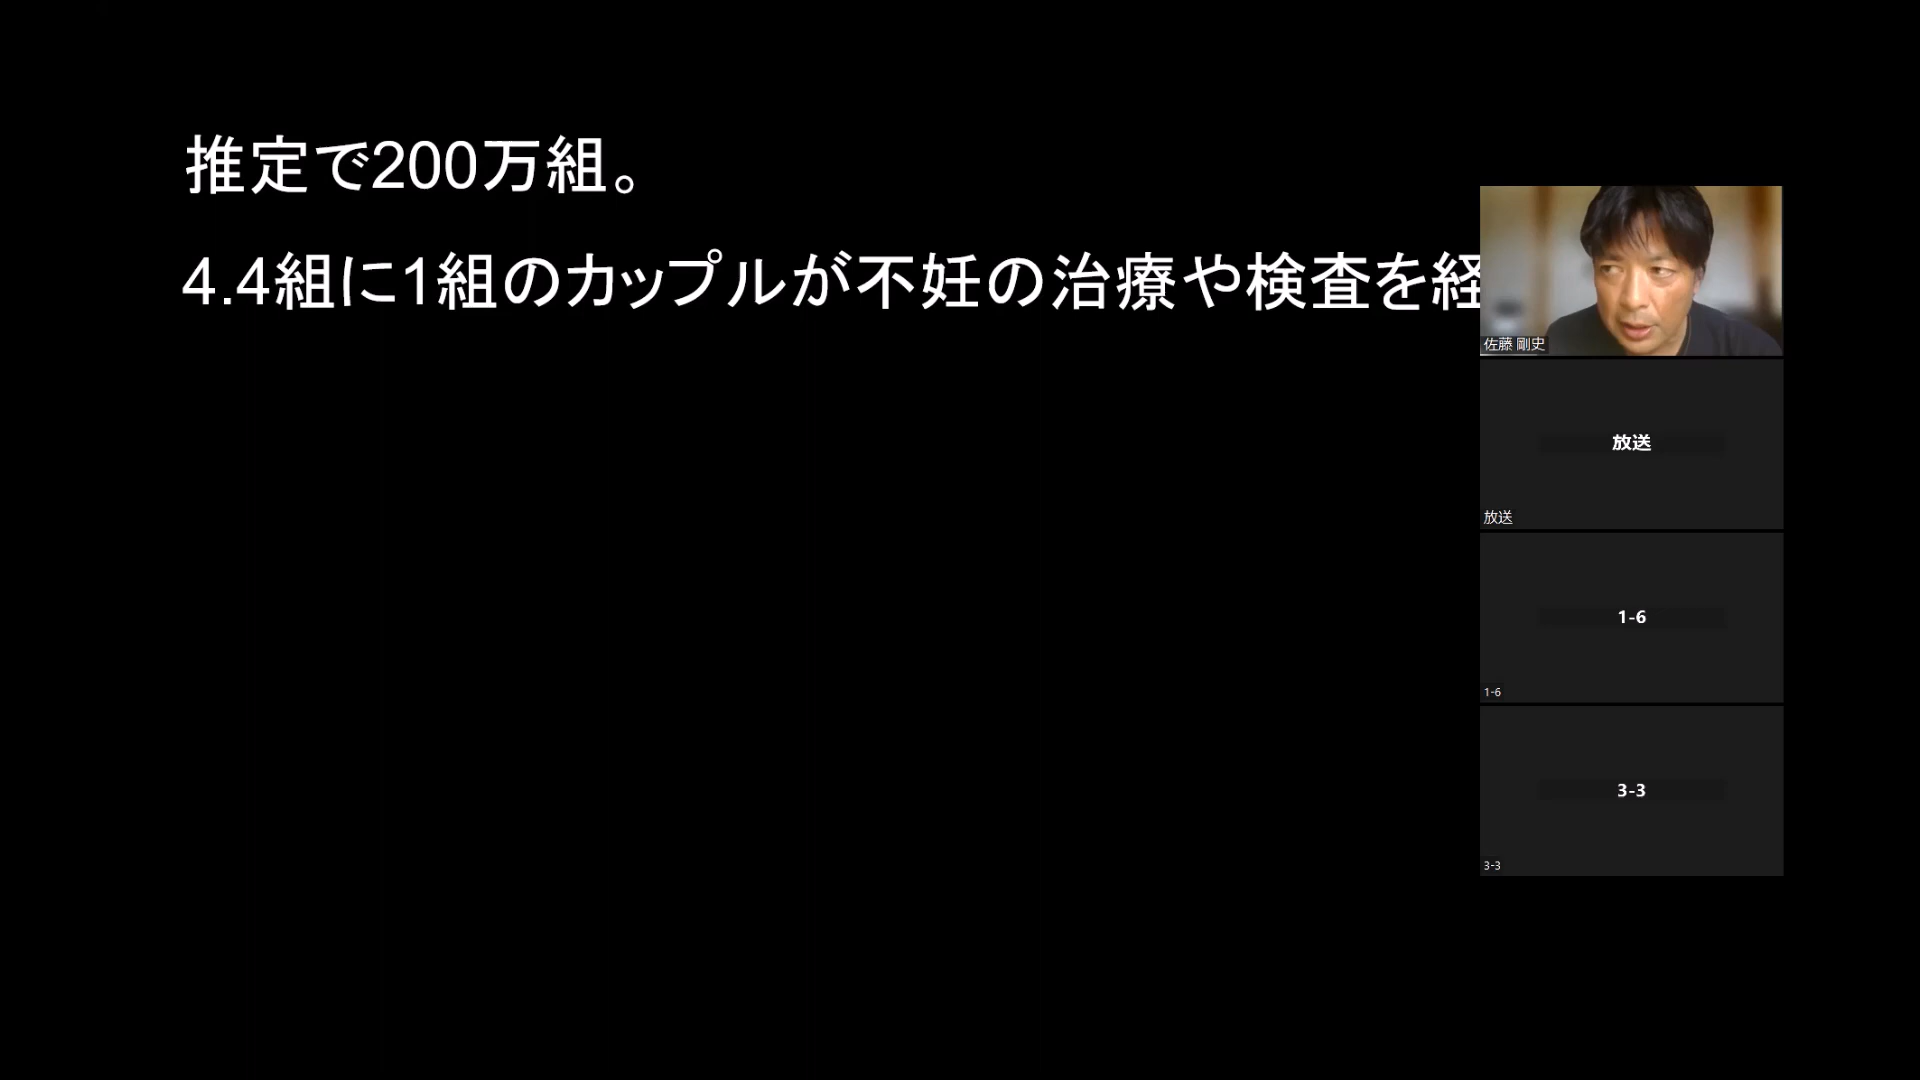 推定で200万組。
4.4組に1組のカップルが不妊の治療や検査を経
佐藤 剛史
放送
放送
1-6
1-6
3-3
3-3